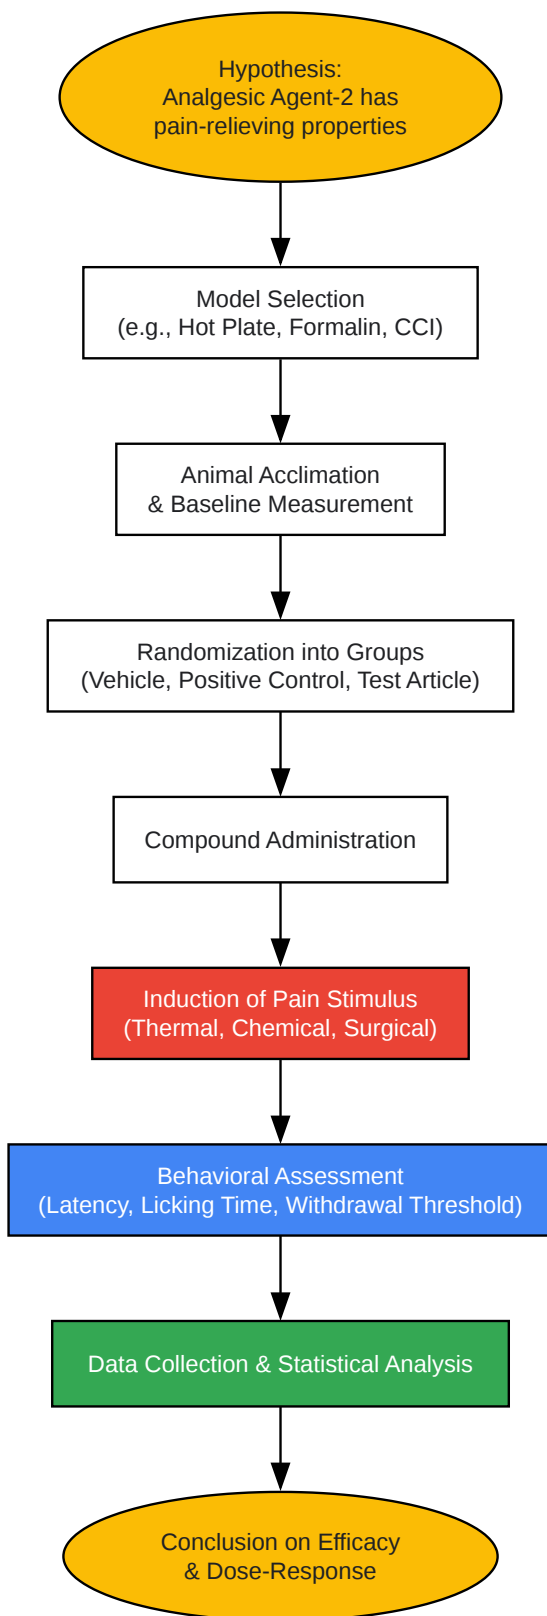 Hypothesis:
Analgesic Agent-2 has
pain-relieving properties
Model Selection
(e.g., Hot Plate, Formalin, CCI)
Animal Acclimation
& Baseline Measurement
Randomization into Groups
(Vehicle, Positive Control, Test Article)
Compound Administration
Induction of Pain Stimulus
(Thermal, Chemical, Surgical)
Behavioral Assessment
(Latency, Licking Time, Withdrawal Threshold)
Data Collection & Statistical Analysis
Conclusion on Efficacy
& Dose-Response